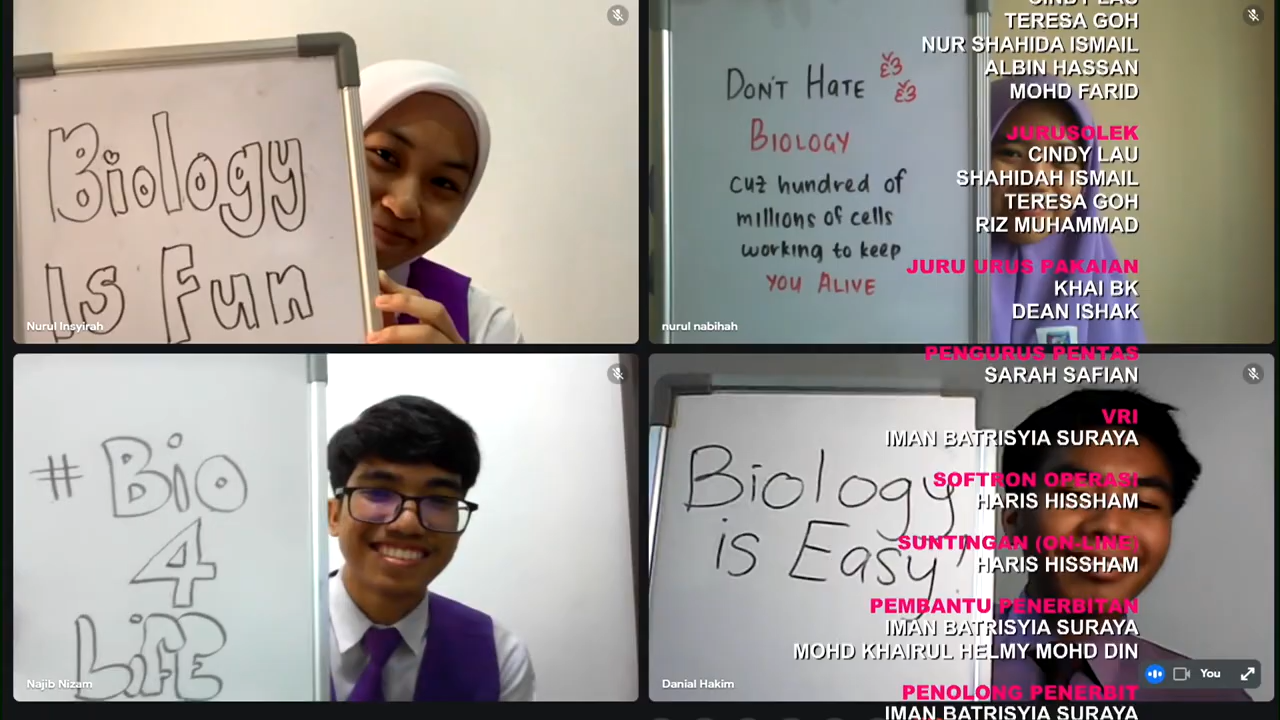 Biology
Is Fun
Nurul Insyirah
DON'T HATE
BIOLOGY
cuz hundred of
millions of cells
working to keep
YOU ALIVE
nurul nabihah
# Bio
4
LiFE
Najib Nizam
Biology
is Easy!
Danial Hakim
You
CINDY LAU
TERESA GOH
NUR SHAHIDA ISMAIL
ALBIN HASSAN
MOHD FARID
JURUSOLEK
CINDY LAU
SHAHIDAH ISMAIL
TERESA GOH
RIZ MUHAMMAD
JURU URUS PAKAIAN
KHAI BK
DEAN ISHAK
PENGURUS PENTAS
SARAH SAFIAN
VRI
IMAN BATRISYIA SURAYA
SOFTRON OPERASI
HARIS HISSHAM
SUNTINGAN (ON-LINE)
HARIS HISSHAM
PEMBANTU PENERBITAN
IMAN BATRISYIA SURAYA
MOHD KHAIRUL HELMY MOHD DIN
PENOLONG PENERBIT
IMAN BATRISYIA SURAYA